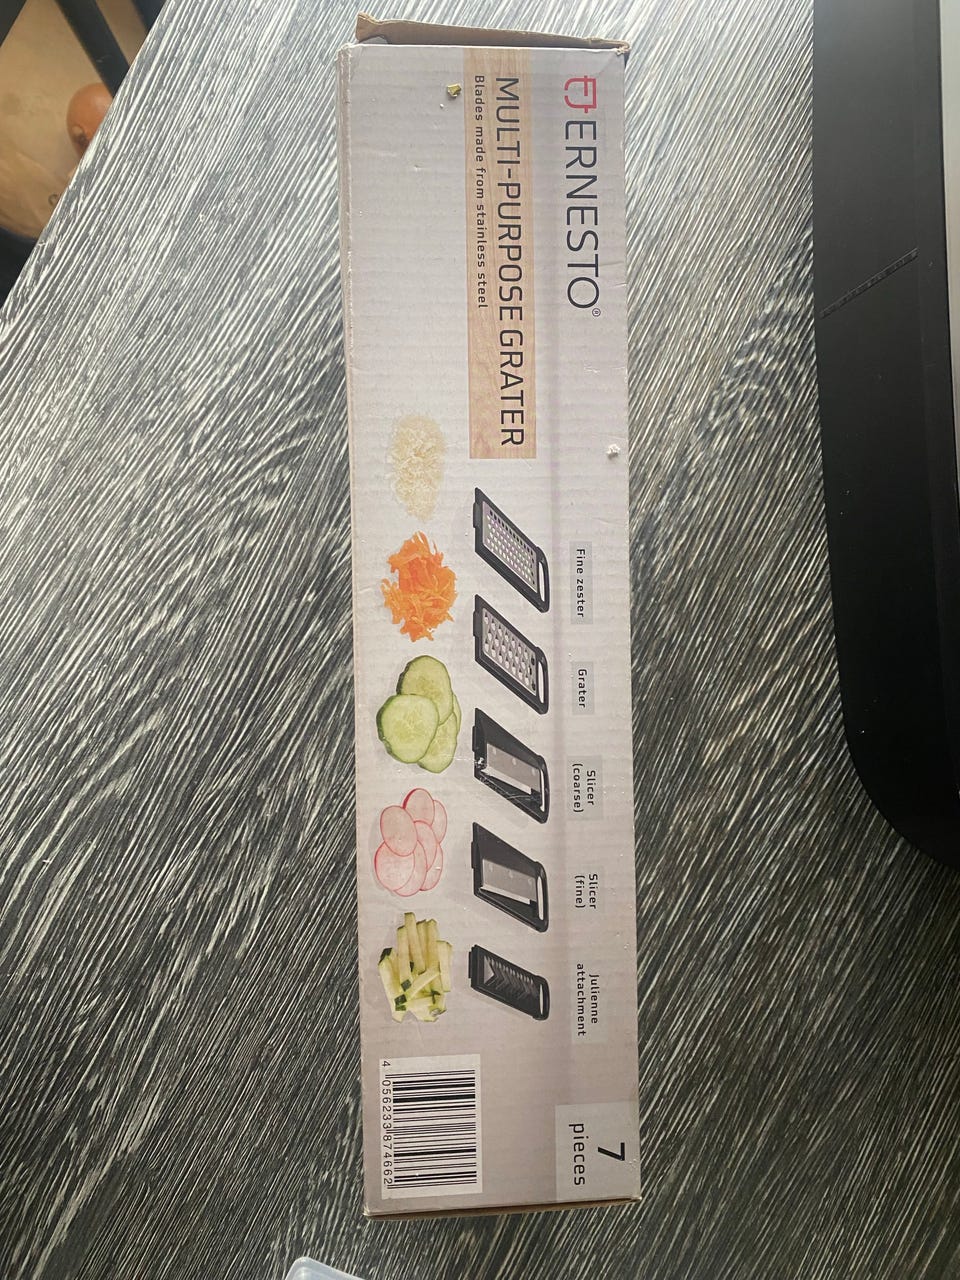 ERNESTO®
MULTI-PURPOSE GRATER
Blades made from stainless steel
Fine zester
Grater
Slicer
(coarse)
Slicer
(fine)
Julienne
attachment
7
pieces
4 056233 874662